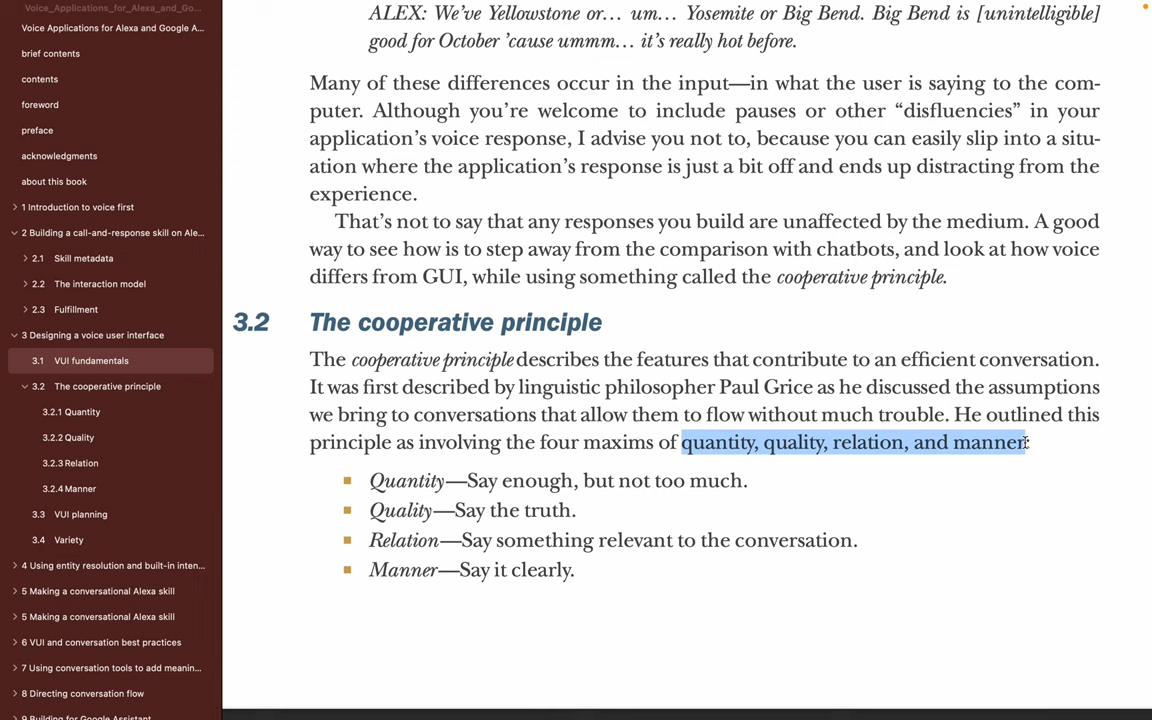 Voice_Applications_for_Alexa_and_Go...
Voice Applications for Alexa and Google A...
brief contents
contents
foreword
preface
acknowledgments
about this book
1 Introduction to voice first
2 Building a call-and-response skill on Ale...
2.1 Skill metadata
2.2 The interaction model
2.3 Fulfillment
3 Designing a voice user interface
3.1 VUI fundamentals
3.2 The cooperative principle
3.2.1 Quantity
3.2.2 Quality
3.2.3 Relation
3.2.4 Manner
3.3 VUI planning
3.4 Variety
4 Using entity resolution and built-in inten...
5 Making a conversational Alexa skill
5 Making a conversational Alexa skill
6 VUI and conversation best practices
7 Using conversation tools to add meanin...
8 Directing conversation flow
9 Building for Google Assistant
ALEX: We've Yellowstone or… um… Yosemite or Big Bend. Big Bend is [unintelligible]
good for October 'cause ummm… it's really hot before.
Many of these differences occur in the input—in what the user is saying to the com-
puter. Although you're welcome to include pauses or other "disfluencies" in your
application's voice response, I advise you not to, because you can easily slip into a situ-
ation where the application's response is just a bit off and ends up distracting from the
experience.
That's not to say that any responses you build are unaffected by the medium. A good
way to see how is to step away from the comparison with chatbots, and look at how voice
differs from GUI, while using something called the cooperative principle.
3.2 The cooperative principle
The cooperative principle describes the features that contribute to an efficient conversation.
It was first described by linguistic philosopher Paul Grice as he discussed the assumptions
we bring to conversations that allow them to flow without much trouble. He outlined this
principle as involving the four maxims of quantity, quality, relation, and manner:
■ Quantity—Say enough, but not too much.
■ Quality—Say the truth.
■ Relation—Say something relevant to the conversation.
■ Manner—Say it clearly.